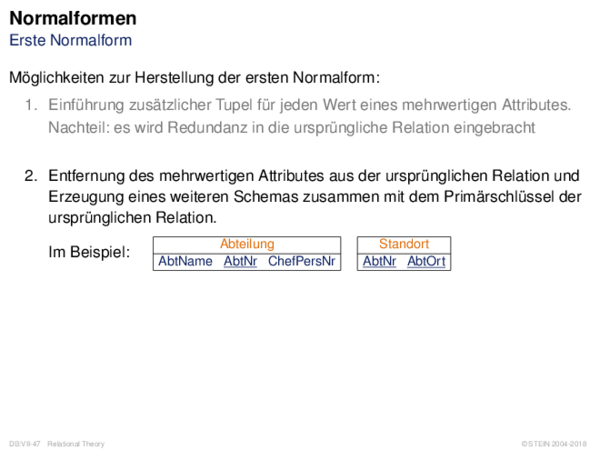 Normalformen
Erste Normalform
Möglichkeiten zur Herstellung der ersten Normalform:
1. Einführung zusätzlicher Tupel für jeden Wert eines mehrwertigen Attributes.
Nachteil: es wird Redundanz in die ursprüngliche Relation eingebracht
2. Entfernung des mehrwertigen Attributes aus der ursprünglichen Relation und
Erzeugung eines weiteren Schemas zusammen mit dem Primärschlüssel der
ursprünglichen Relation.
Im Beispiel:
Abteilung
AbtName AbtNr ChefPersNr
Standort
AbtNr AbtOrt
DB:VII-47 Relational Theory
© STEIN 2004-2018